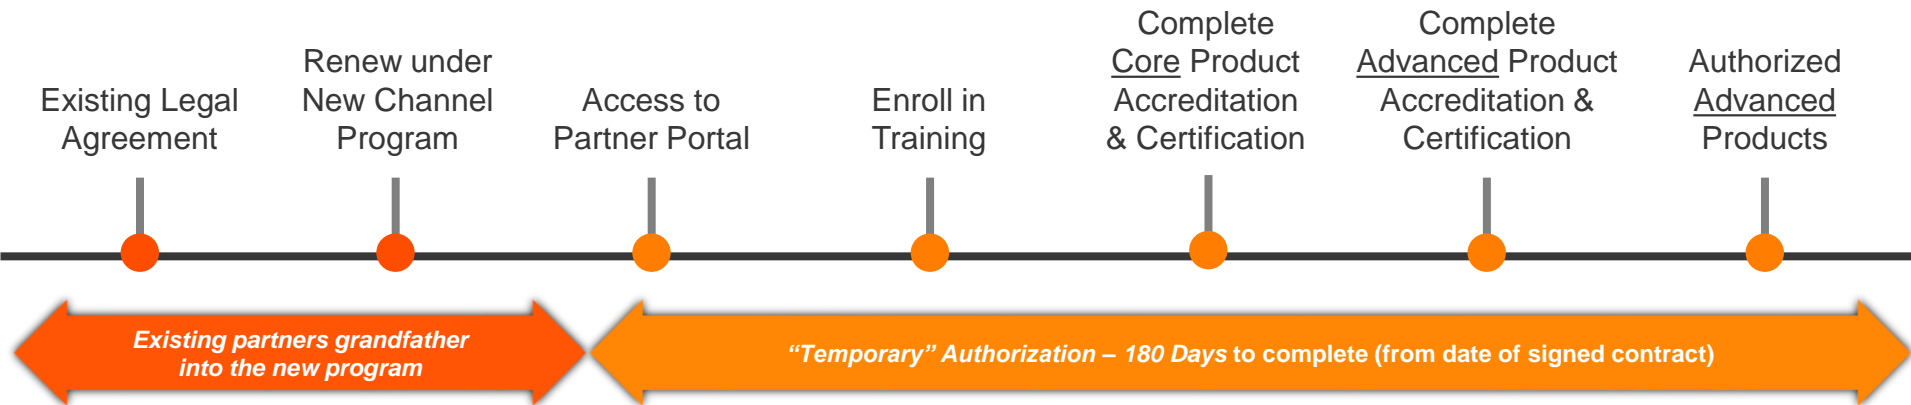 Existing Legal
Agreement
Renew under
New Channel
Program
Access to
Partner Portal
Enroll in
Training
Complete
Core Product
Accreditation
& Certification
Complete
Advanced Product
Accreditation &
Certification
Authorized
Advanced
Products
Existing partners grandfather
into the new program
“Temporary” Authorization – 180 Days to complete (from date of signed contract)